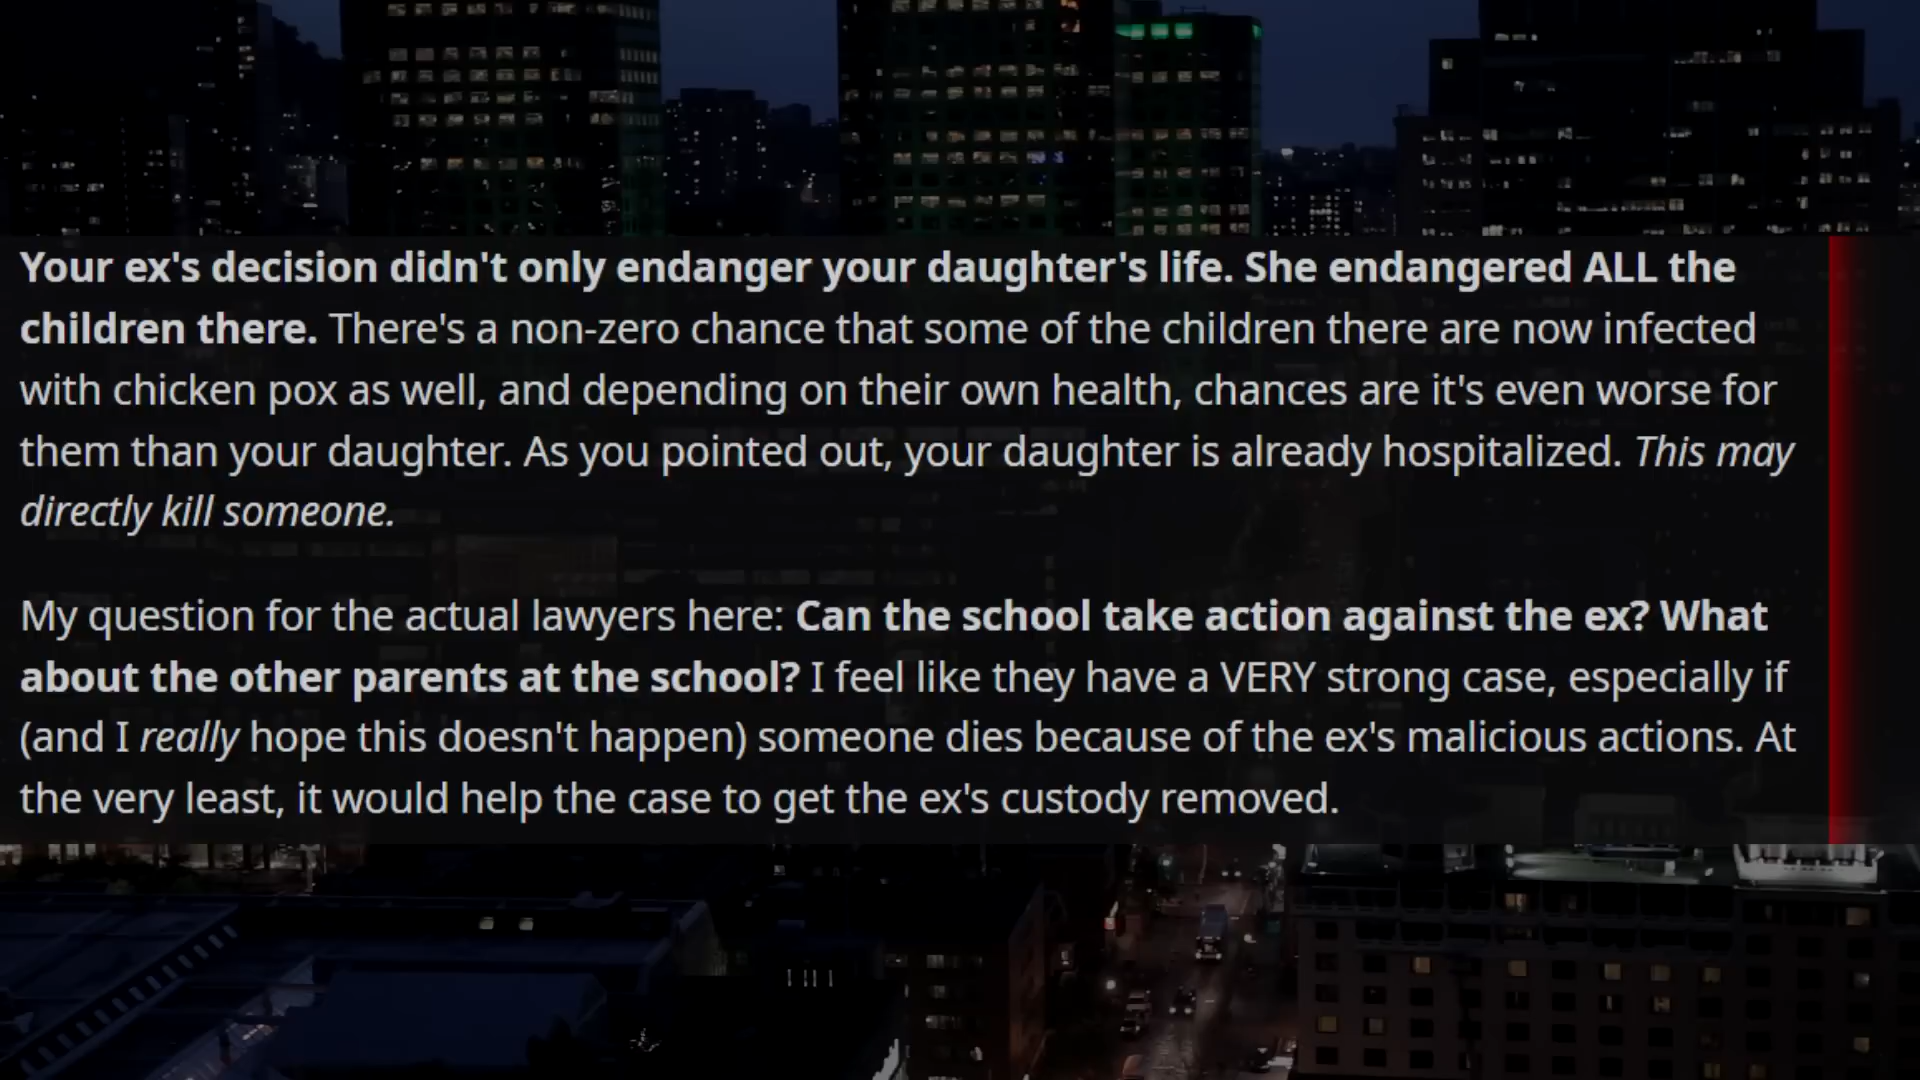 Your ex's decision didn't only endanger your daughter's life. She endangered ALL the
children there. There's a non-zero chance that some of the children there are now infected
with chicken pox as well, and depending on their own health, chances are it's even worse for
them than your daughter. As you pointed out, your daughter is already hospitalized. This may
directly kill someone.
My question for the actual lawyers here: Can the school take action against the ex? What
about the other parents at the school? I feel like they have a VERY strong case, especially if
(and I really hope this doesn't happen) someone dies because of the ex's malicious actions. At
the very least, it would help the case to get the ex's custody removed.